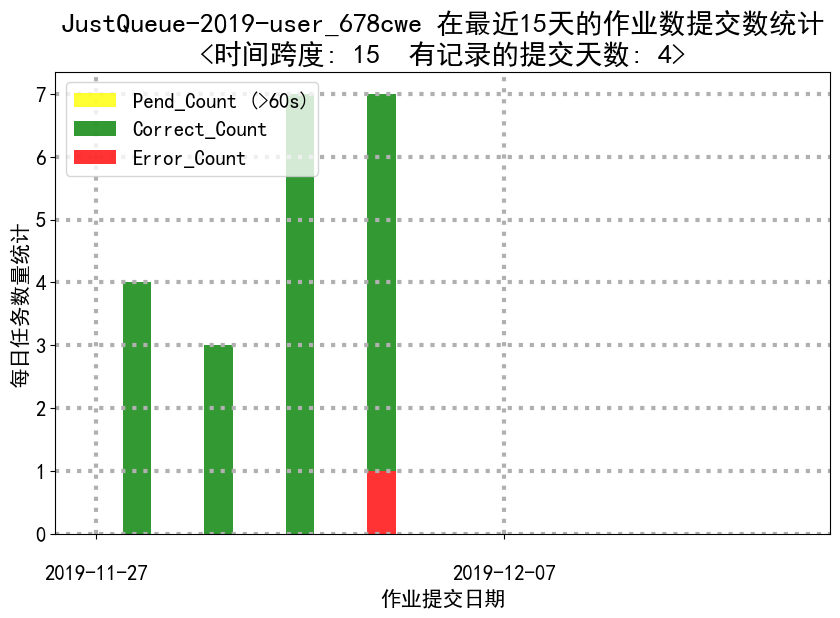 JustQueue-2019-user_678cwe 在最近15天的作业数提交数统计
<时间跨度: 15  有记录的提交天数: 4>
Pend_Count (>60s)
Correct_Count
Error_Count
每日任务数量统计
7
6
5
4
3
2
1
0
2019-11-27
2019-12-07
作业提交日期